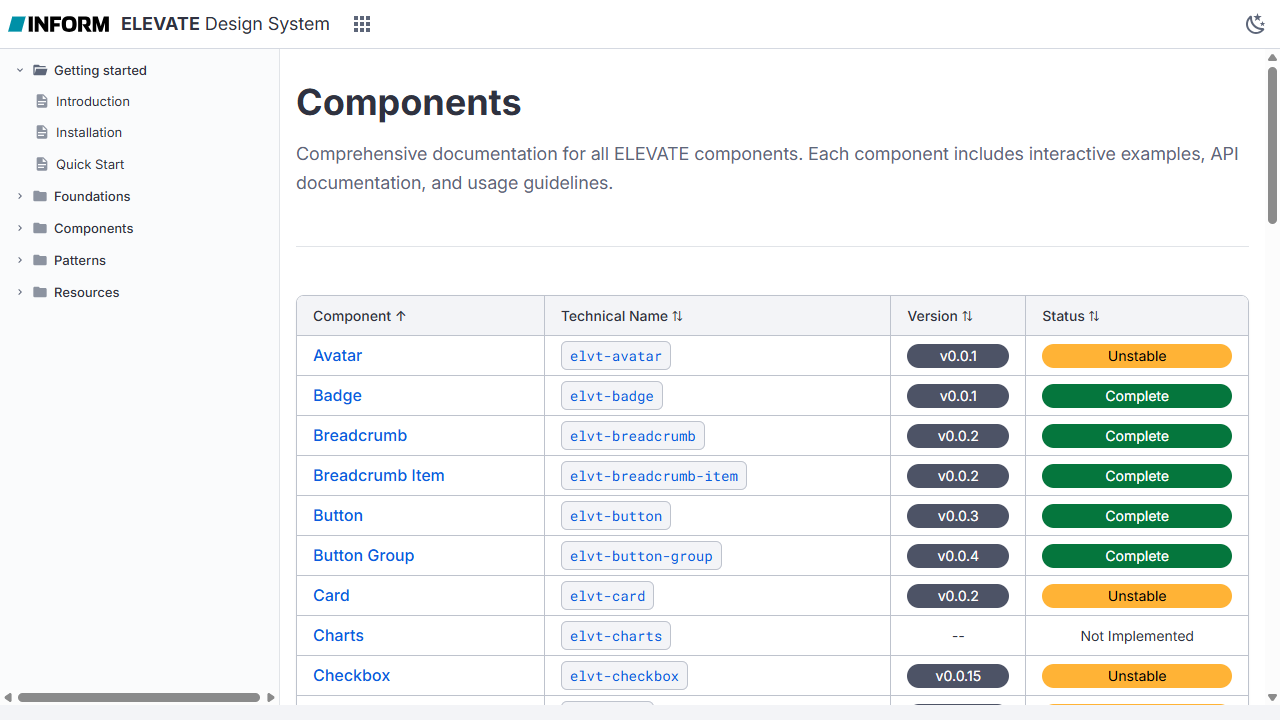 INFORM ELEVATE Design System
Getting started
Introduction
Installation
Quick Start
Foundations
Components
Patterns
Resources
Components
Comprehensive documentation for all ELEVATE components. Each component includes interactive examples, API
documentation, and usage guidelines.
Component ↑ Technical Name ⇅ Version ⇅ Status ⇅
Avatar elvt-avatar v0.0.1 Unstable
Badge elvt-badge v0.0.1 Complete
Breadcrumb elvt-breadcrumb v0.0.2 Complete
Breadcrumb Item elvt-breadcrumb-item v0.0.2 Complete
Button elvt-button v0.0.3 Complete
Button Group elvt-button-group v0.0.4 Complete
Card elvt-card v0.0.2 Unstable
Charts elvt-charts -- Not Implemented
Checkbox elvt-checkbox v0.0.15 Unstable